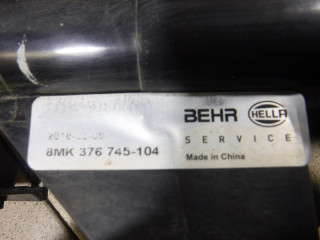 BEHR HELLA
SERVICE
8MK 376 745-104
Made in China